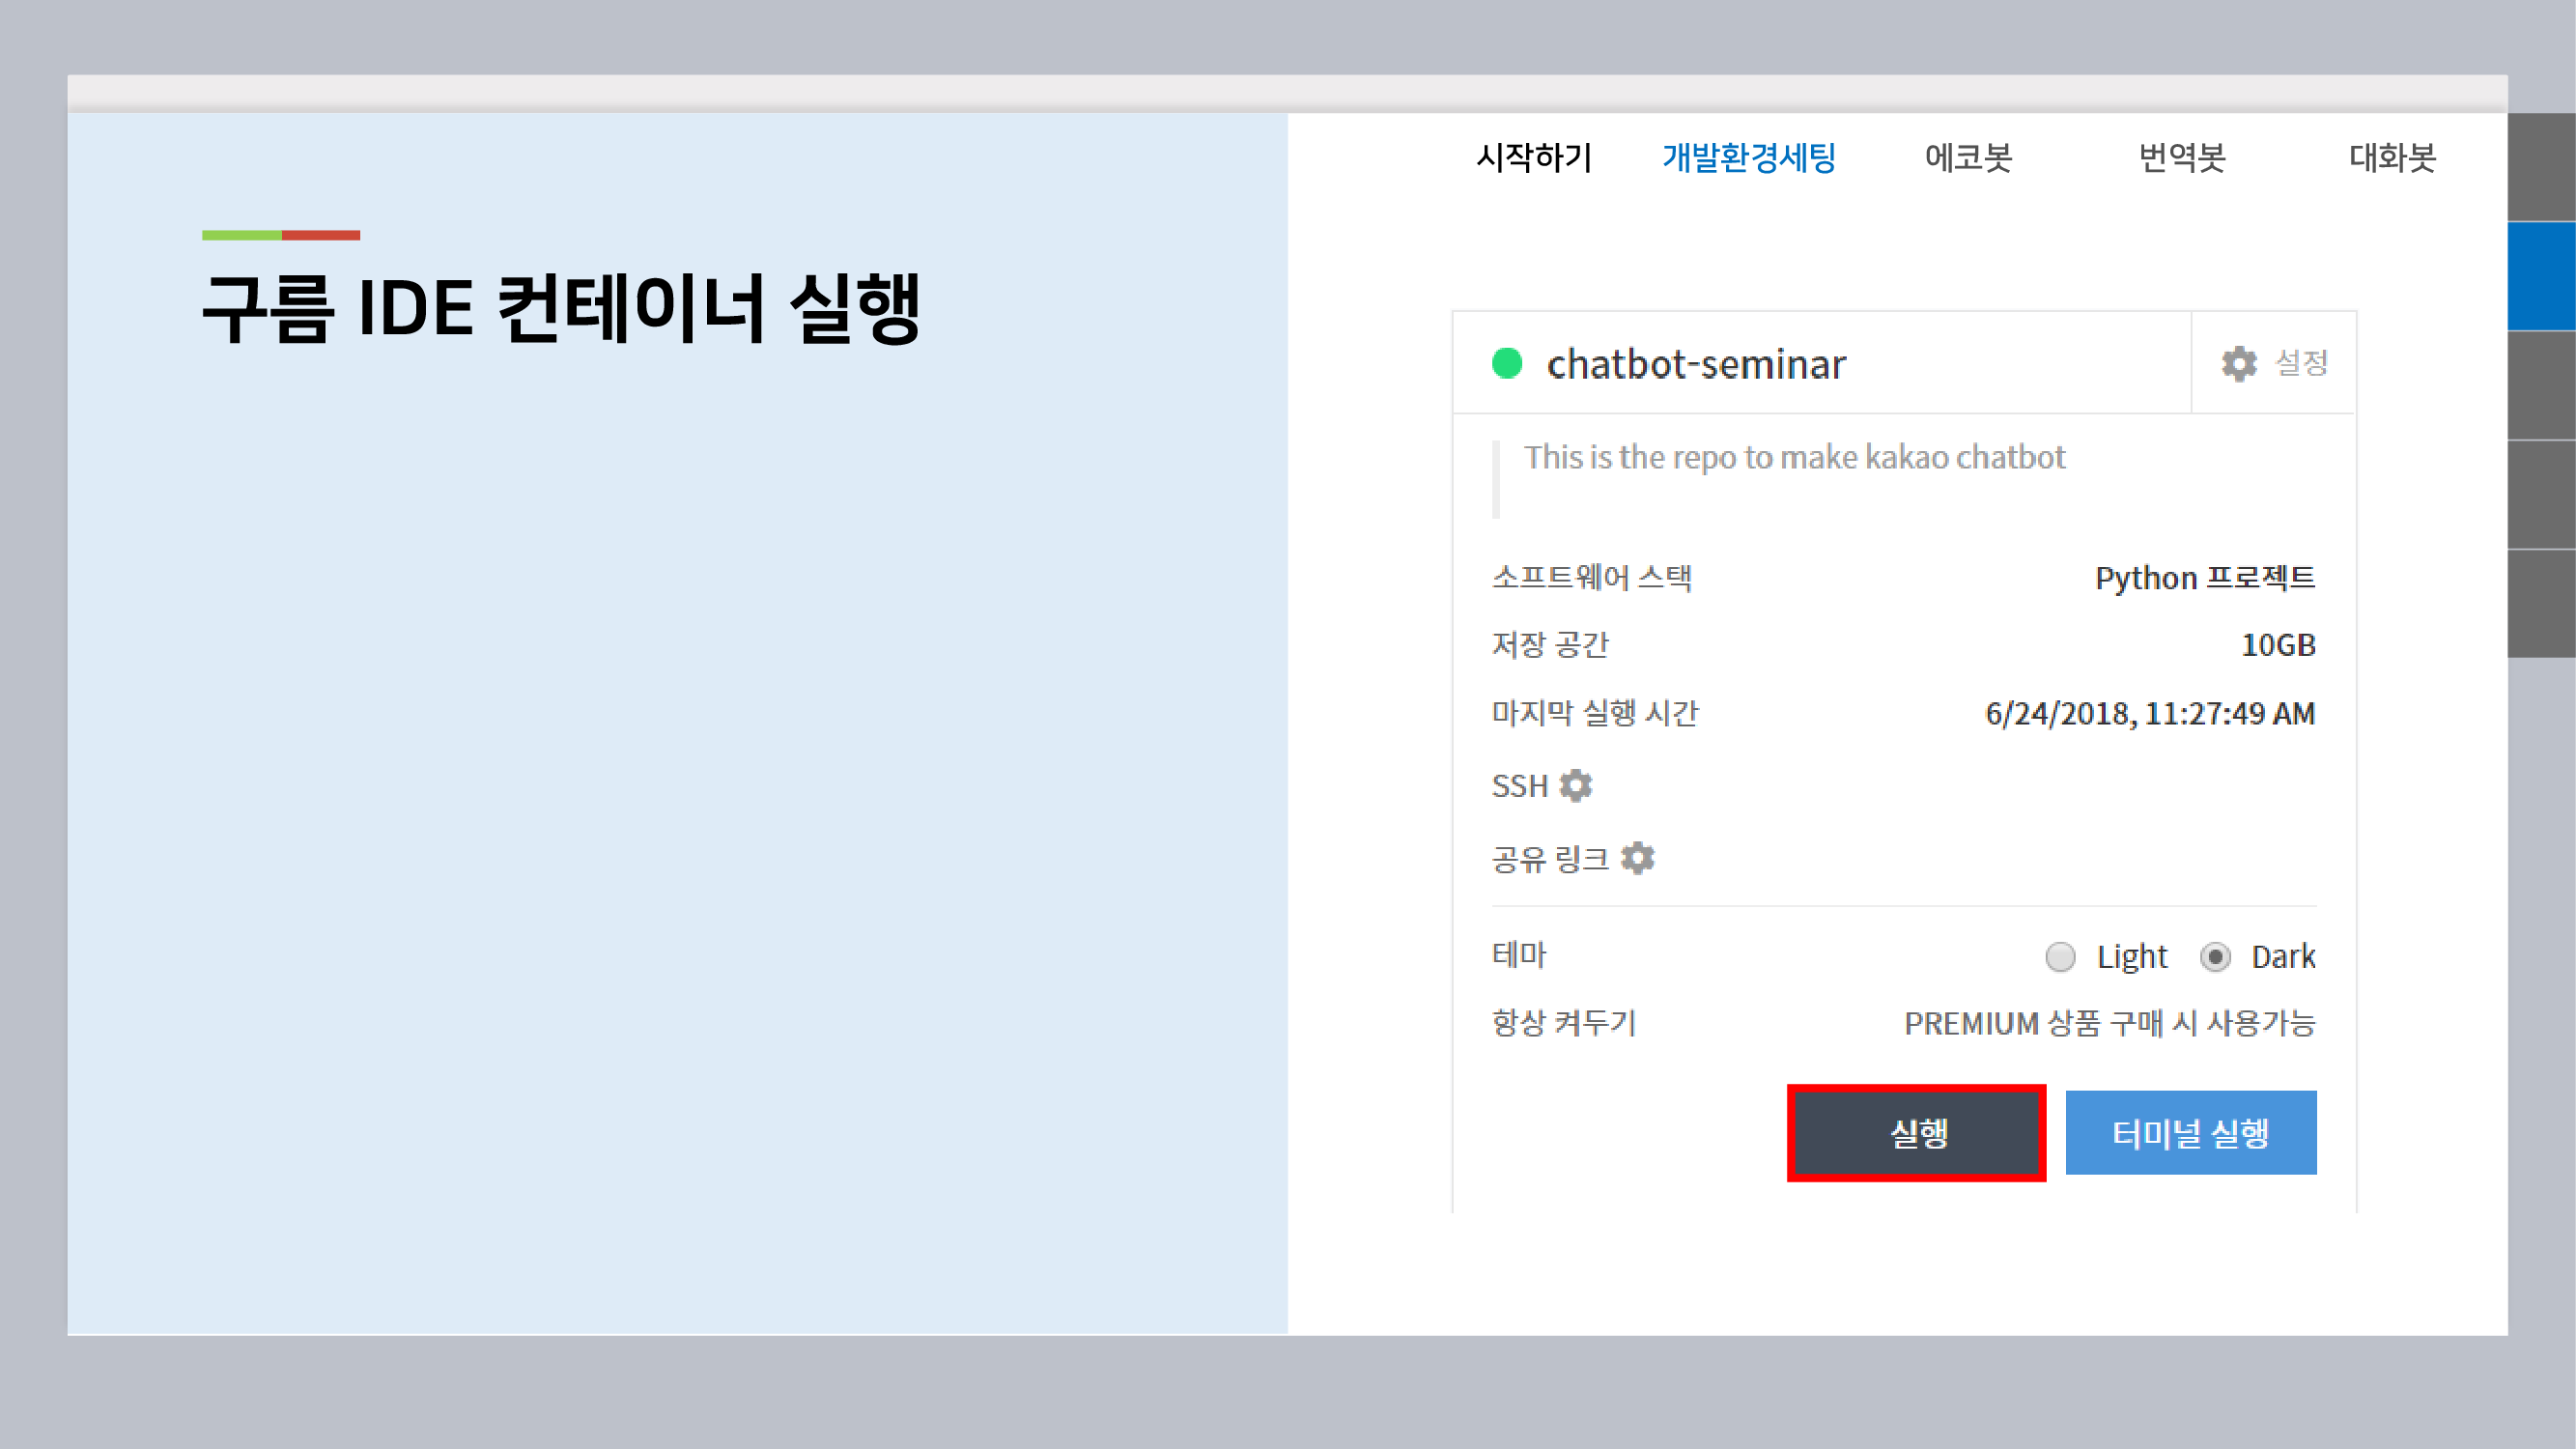 시작하기 개발환경세팅 에코봇 번역봇 대화봇
구름 IDE 컨테이너 실행
chatbot-seminar 설정
This is the repo to make kakao chatbot
소프트웨어 스택 Python 프로젝트
저장 공간 10GB
마지막 실행 시간 6/24/2018, 11:27:49 AM
SSH
공유 링크
테마 Light Dark
항상 켜두기 PREMIUM 상품 구매 시 사용가능
실행 터미널 실행